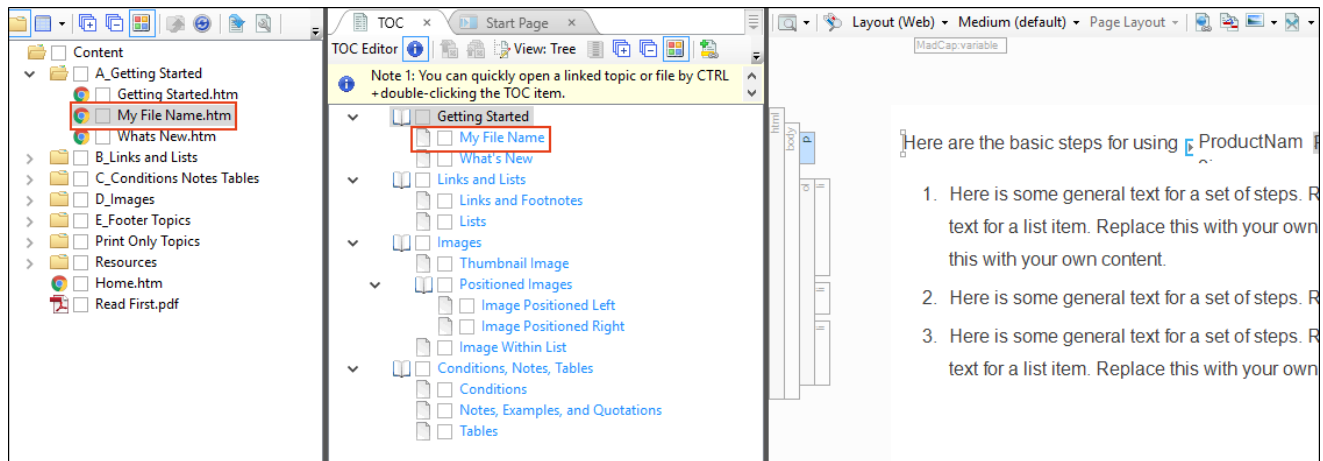 Content
A_Getting Started
Getting Started.htm
My File Name.htm
Whats New.htm
B_Links and Lists
C_Conditions Notes Tables
D_Images
E_Footer Topics
Print Only Topics
Resources
Home.htm
Read First.pdf
TOC × Start Page ×
TOC Editor View: Tree
Note 1: You can quickly open a linked topic or file by CTRL
+double-clicking the TOC item.
Getting Started
My File Name
What's New
Links and Lists
Links and Footnotes
Lists
Images
Thumbnail Image
Positioned Images
Image Positioned Left
Image Positioned Right
Image Within List
Conditions, Notes, Tables
Conditions
Notes, Examples, and Quotations
Tables
Layout (Web) Medium (default) Page Layout
MadCap:variable
html
body
p
ol
li
li
li
Here are the basic steps for using ProductNam
1. Here is some general text for a set of steps. R
text for a list item. Replace this with your own
this with your own content.
2. Here is some general text for a set of steps. R
3. Here is some general text for a set of steps. R
text for a list item. Replace this with your own